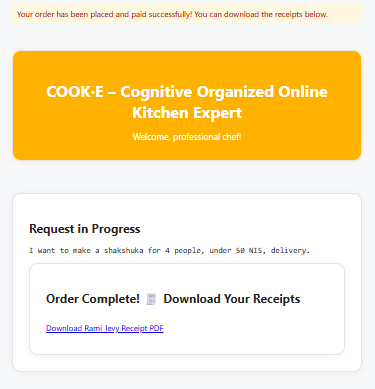 Your order has been placed and paid successfully! You can download the receipts below.
COOK·E – Cognitive Organized Online
Kitchen Expert
Welcome, professional chef!
Request in Progress
I want to make a shakshuka for 4 people, under 50 NIS, delivery.
Order Complete! 🧾 Download Your Receipts
Download Rami_levy Receipt PDF